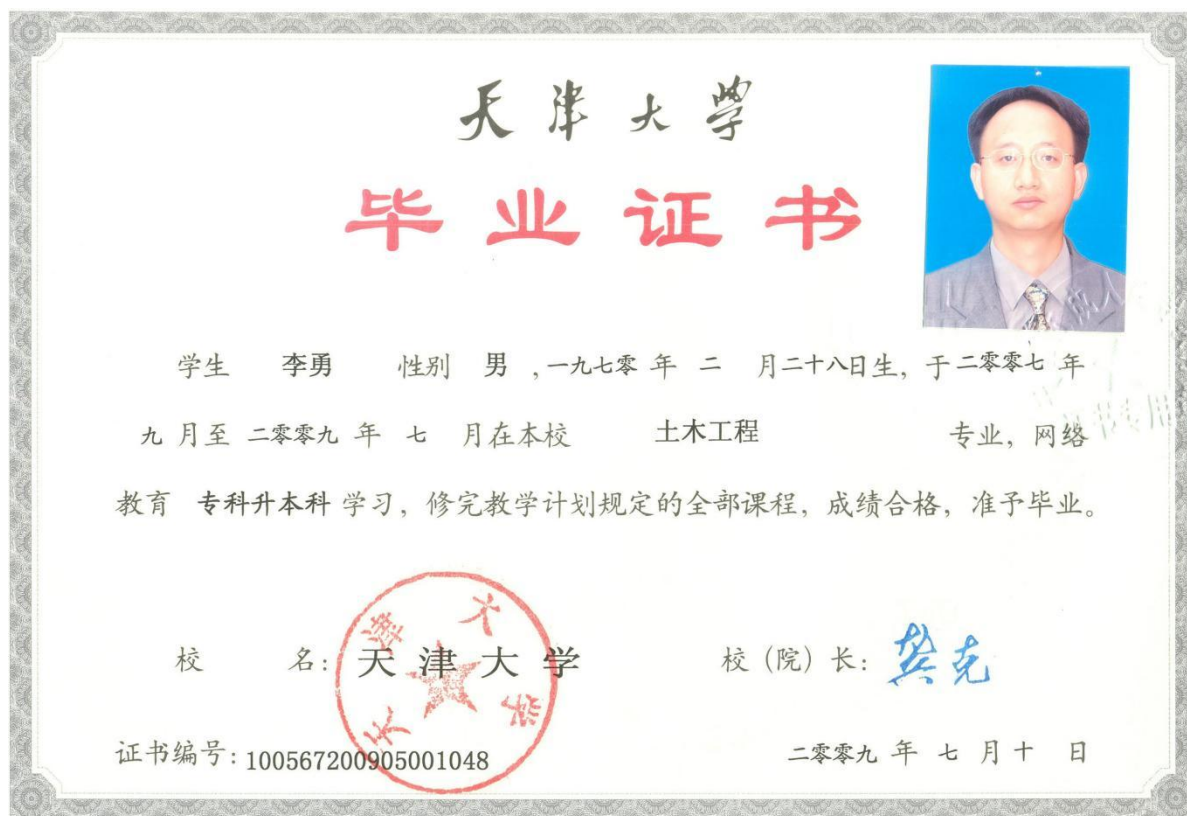 天津大学
毕业证书
学生 李勇 性别 男 ,一九七零 年 二 月二十八日生, 于二零零七 年
九 月至 二零零九 年 七 月在本校 土木工程 专业, 网络
教育 专科升本科 学习, 修完教学计划规定的全部课程, 成绩合格, 准予毕业。
校 名: 天津大学 校 (院) 长: 龚克
天津大学
证书编号: 100567200905001048 二零零九 年 七 月 十 日